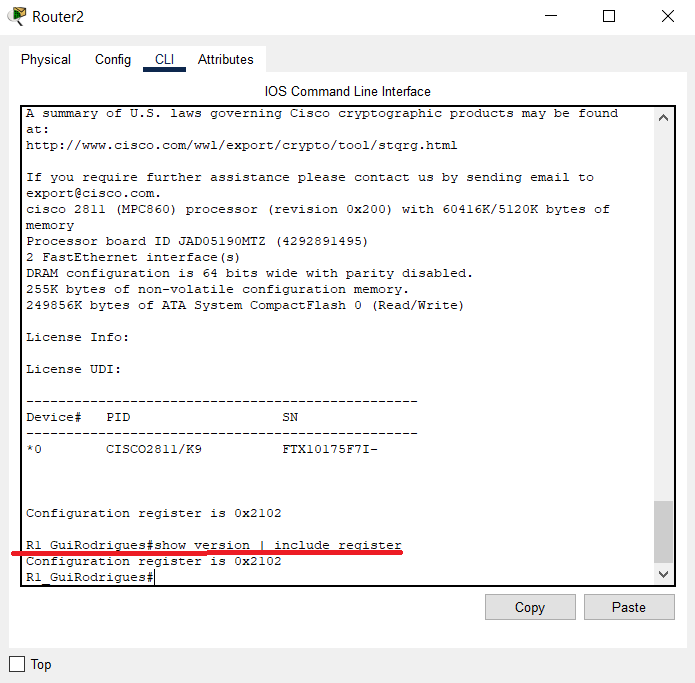 Router2
Physical Config CLI Attributes
IOS Command Line Interface
A summary of U.S. laws governing Cisco cryptographic products may be found
at:
http://www.cisco.com/wwl/export/crypto/tool/stqrg.html
If you require further assistance please contact us by sending email to
export@cisco.com.
cisco 2811 (MPC860) processor (revision 0x200) with 60416K/5120K bytes of
memory
Processor board ID JAD05190MTZ (4292891495)
2 FastEthernet interface(s)
DRAM configuration is 64 bits wide with parity disabled.
255K bytes of non-volatile configuration memory.
249856K bytes of ATA System CompactFlash 0 (Read/Write)
License Info:
License UDI:
-------------------------------------------------
Device# PID SN
-------------------------------------------------
*0 CISCO2811/K9 FTX10175F7I-
Configuration register is 0x2102
R1_GuiRodrigues#show version | include register
Configuration register is 0x2102
R1_GuiRodrigues#
Copy Paste
Top